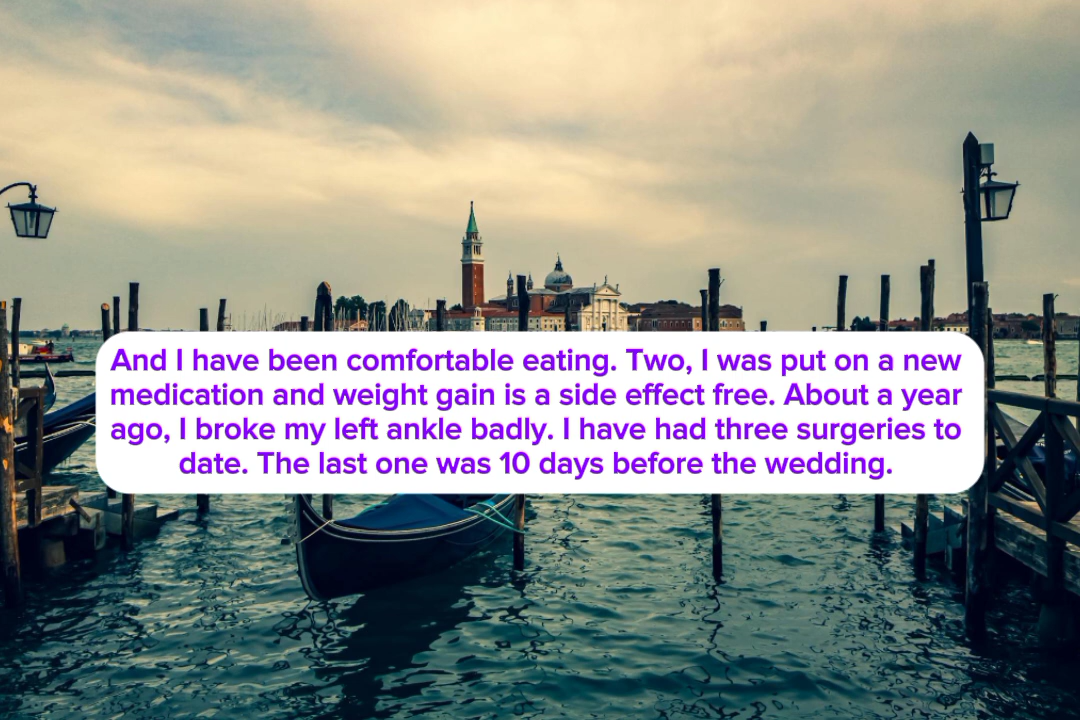 And I have been comfortable eating. Two, I was put on a new
medication and weight gain is a side effect free. About a year
ago, I broke my left ankle badly. I have had three surgeries to
date. The last one was 10 days before the wedding.